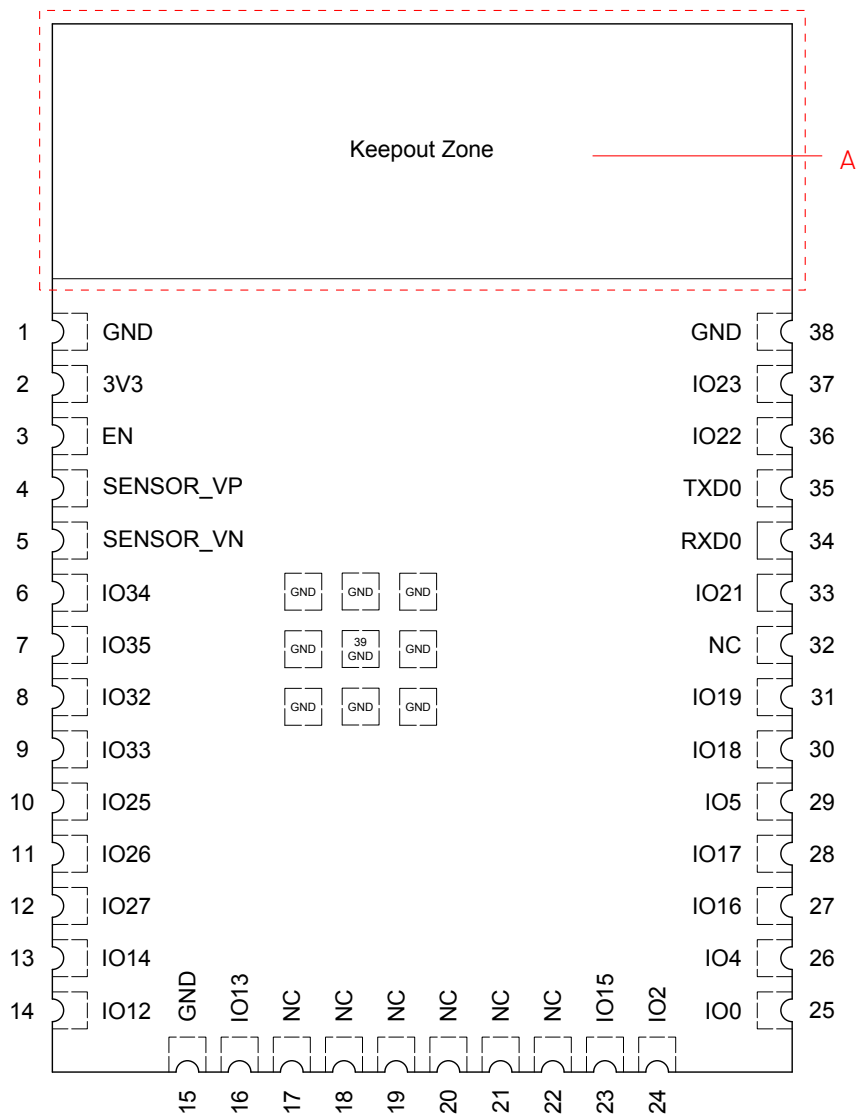 Keepout Zone
A
1 GND GND 38
2 3V3 IO23 37
3 EN IO22 36
4 SENSOR_VP TXD0 35
5 SENSOR_VN RXD0 34
6 IO34 GND GND GND IO21 33
7 IO35 GND 39 GND GND NC 32
8 IO32 GND GND GND IO19 31
9 IO33 IO18 30
10 IO25 IO5 29
11 IO26 IO17 28
12 IO27 IO16 27
13 IO14 IO4 26
14 IO12 IO0 25
GND IO13 NC NC NC NC NC NC IO15 IO2
15 16 17 18 19 20 21 22 23 24